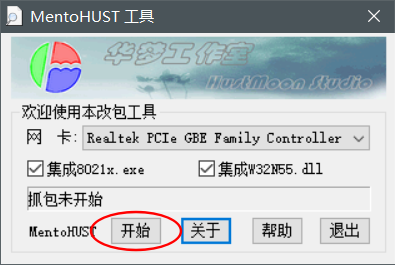 MentoHUST 工具
华梦工作室
HustMoon Studio
欢迎使用本改包工具
网 卡: Realtek PCIe GBE Family Controller
集成8021x.exe 集成W32N55.dll
抓包未开始
MentoHUST 开始 关于 帮助 退出